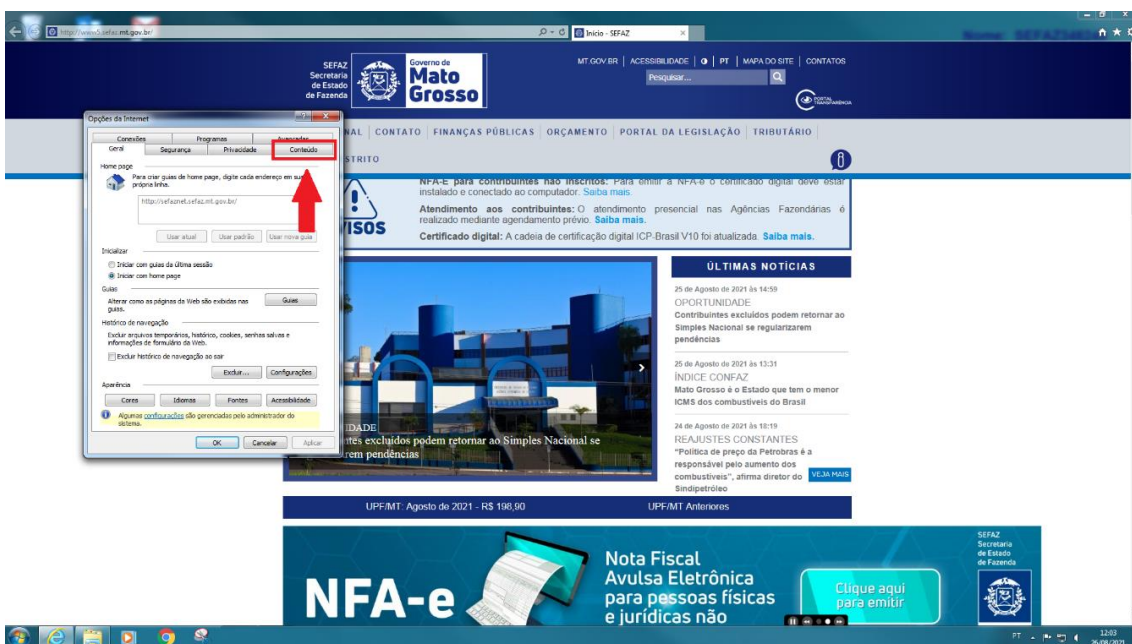 http://www5.sefaz.mt.gov.br/
Início - SEFAZ
SEFAZ
Secretaria
de Estado
de Fazenda
Governo de
Mato
Grosso
MT.GOV.BR | ACESSIBILIDADE | PT | MAPA DO SITE | CONTATOS
Pesquisar...
PORTAL
TRANSPARÊNCIA
NAL | CONTATO | FINANÇAS PÚBLICAS | ORÇAMENTO | PORTAL DA LEGISLAÇÃO | TRIBUTÁRIO
STRITO
Opções da Internet
Conexões Programas Avançadas
Geral Segurança Privacidade Conteúdo
Home page
Para criar guias de home page, digite cada endereço em sua
própria linha.
http://sefaznet.sefaz.mt.gov.br/
Usar atual Usar padrão Usar nova guia
Inicializar
Iniciar com guias da última sessão
Iniciar com home page
Guias
Alterar como as páginas da Web são exibidas nas
guias.
Guias
Histórico de navegação
Excluir arquivos temporários, histórico, cookies, senhas salvas e
informações de formulário da Web.
Excluir histórico de navegação ao sair
Excluir... Configurações
Aparência
Cores Idiomas Fontes Acessibilidade
Algumas configurações são gerenciadas pelo administrador do
sistema.
OK Cancelar Aplicar
VISOS
NFA-E para contribuintes não inscritos: Para emitir a NFA-e o certificado digital deve estar
instalado e conectado ao computador. Saiba mais.
Atendimento aos contribuintes: O atendimento presencial nas Agências Fazendárias é
realizado mediante agendamento prévio. Saiba mais.
Certificado digital: A cadeia de certificação digital ICP-Brasil V10 foi atualizada. Saiba mais.
IDADE
ntes excluídos podem retornar ao Simples Nacional se
rem pendências
ÚLTIMAS NOTÍCIAS
25 de Agosto de 2021 às 14:59
OPORTUNIDADE
Contribuintes excluídos podem retornar ao
Simples Nacional se regularizarem
pendências
25 de Agosto de 2021 às 13:31
ÍNDICE CONFAZ
Mato Grosso é o Estado que tem o menor
ICMS dos combustíveis do Brasil
24 de Agosto de 2021 às 18:19
REAJUSTES CONSTANTES
"Política de preço da Petrobras é a
responsável pelo aumento dos
combustíveis", afirma diretor do
Sindipetróleo
VEJA MAIS
UPF/MT: Agosto de 2021 - R$ 198,90 UPF/MT Anteriores
NFA-e
Nota Fiscal
Avulsa Eletrônica
para pessoas físicas
e jurídicas não
Clique aqui
para emitir
SEFAZ
Secretaria
de Estado
de Fazenda
PT
12:03
26/08/2021